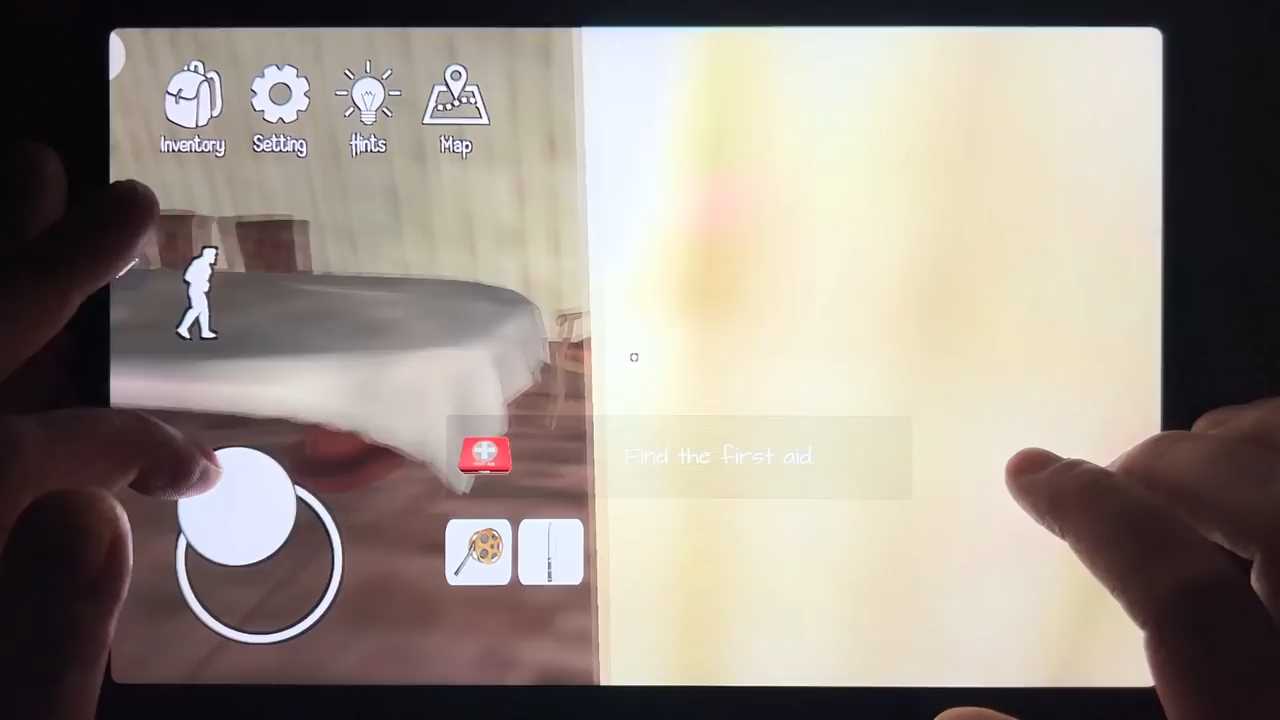 Inventory
Setting
Hints
Map
Find the first aid